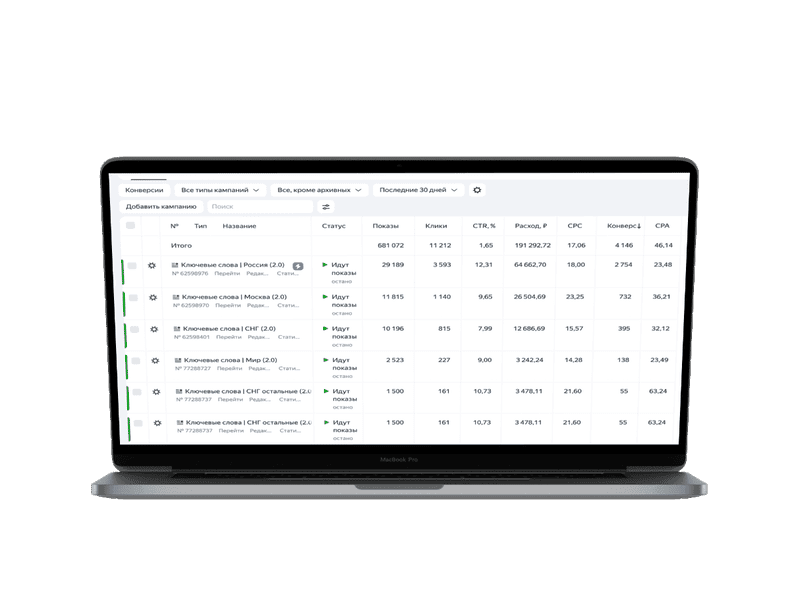 Конверсии Все типы кампаний Все, кроме архивных Последние 30 дней
Добавить кампанию Поиск
№ Тип Название Статус Показы Клики CTR, % Расход, ₽ CPC Конверс↓ CPA
Итого 681 072 11 212 1,65 191 292,72 17,06 4 146 46,14
Ключевые слова | Россия (2.0) Идут 29 189 3 593 12,31 64 662,70 18,00 2 754 23,48
№ 62598976 Перейти Редак... Стати... показы
остано
Ключевые слова | Москва (2.0) Идут 11 815 1 140 9,65 26 504,69 23,25 732 36,21
№ 62598970 Перейти Редак... Стати... показы
остано
Ключевые слова | СНГ (2.0) Идут 10 196 815 7,99 12 686,69 15,57 395 32,12
№ 62598401 Перейти Редак... Стати... показы
остано
Ключевые слова | Мир (2.0) Идут 2 523 227 9,00 3 242,24 14,28 138 23,49
№ 77288727 Перейти Редак... Стати... показы
остано
Ключевые слова | СНГ остальные (2.0 Идут 1 500 161 10,73 3 478,11 21,60 55 63,24
№ 77288737 Перейти Редак... Стати... показы
остано
Ключевые слова | СНГ остальные (2.0 Идут 1 500 161 10,73 3 478,11 21,60 55 63,24
№ 77288737 Перейти Редак... Стати... показы
остано
MacBook Pro